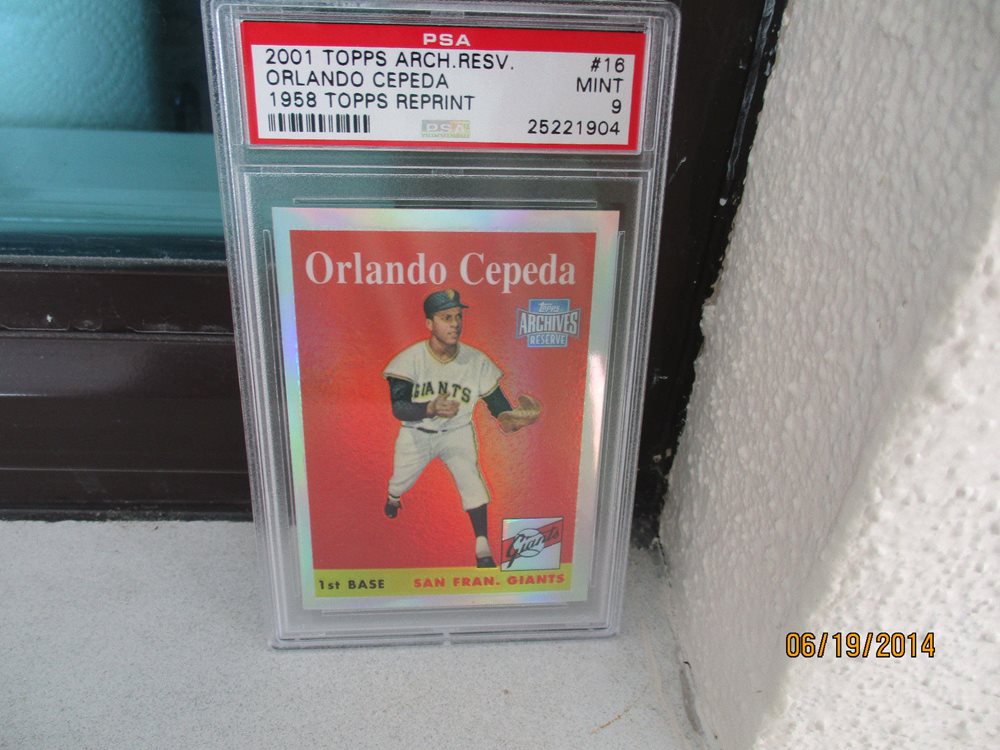 PSA
2001 TOPPS ARCH.RESV. #16
ORLANDO CEPEDA MINT
1958 TOPPS REPRINT 9
PSA 25221904
Orlando Cepeda
Topps
ARCHIVES
RESERVE
GIANTS
Giants
1st BASE SAN FRAN. GIANTS
06/19/2014